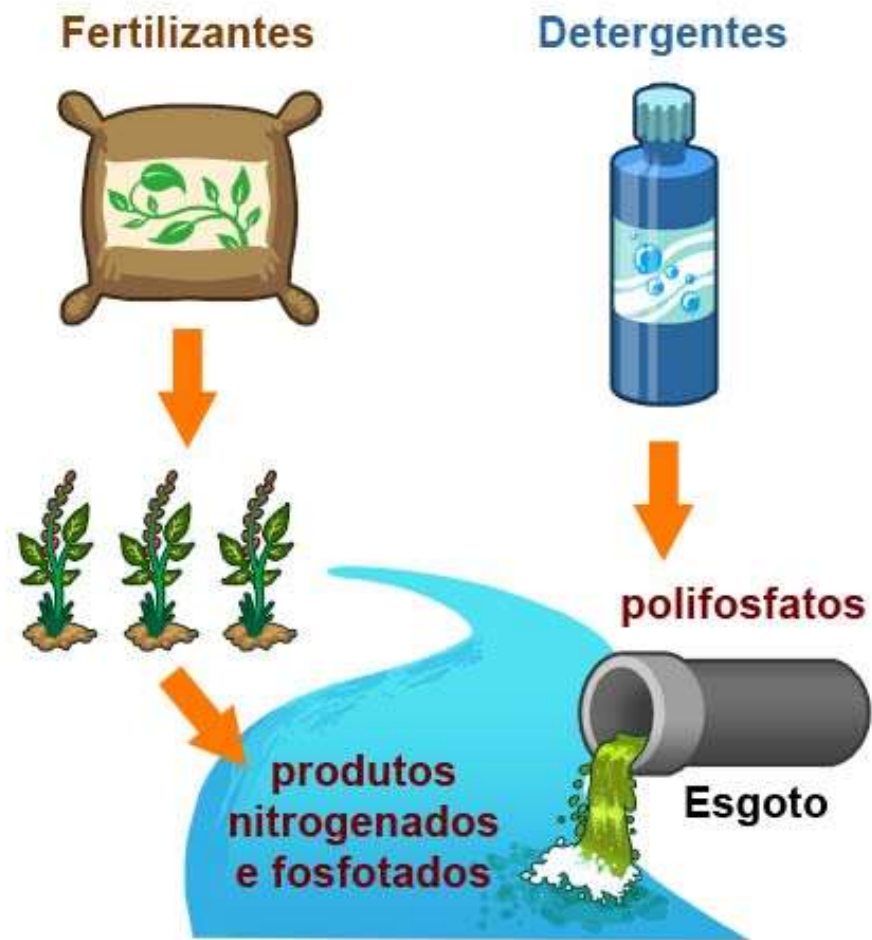 Fertilizantes
Detergentes
polifosfatos
produtos
nitrogenados
e fosfotados
Esgoto